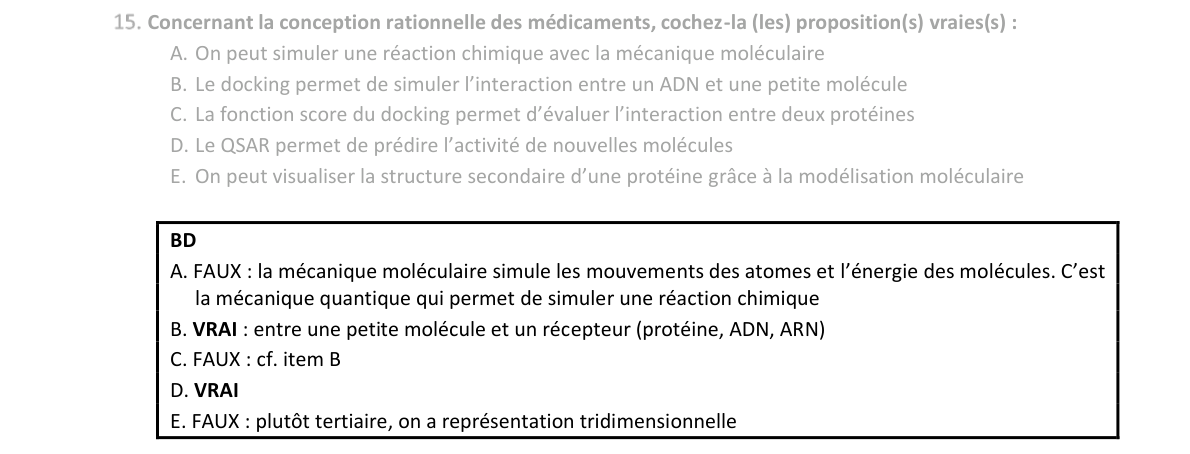 15. Concernant la conception rationnelle des médicaments, cochez-la (les) proposition(s) vraies(s) :
A. On peut simuler une réaction chimique avec la mécanique moléculaire
B. Le docking permet de simuler l'interaction entre un ADN et une petite molécule
C. La fonction score du docking permet d'évaluer l'interaction entre deux protéines
D. Le QSAR permet de prédire l'activité de nouvelles molécules
E. On peut visualiser la structure secondaire d'une protéine grâce à la modélisation moléculaire
BD
A. FAUX : la mécanique moléculaire simule les mouvements des atomes et l'énergie des molécules. C'est
la mécanique quantique qui permet de simuler une réaction chimique
B. VRAI : entre une petite molécule et un récepteur (protéine, ADN, ARN)
C. FAUX : cf. item B
D. VRAI
E. FAUX : plutôt tertiaire, on a représentation tridimensionnelle